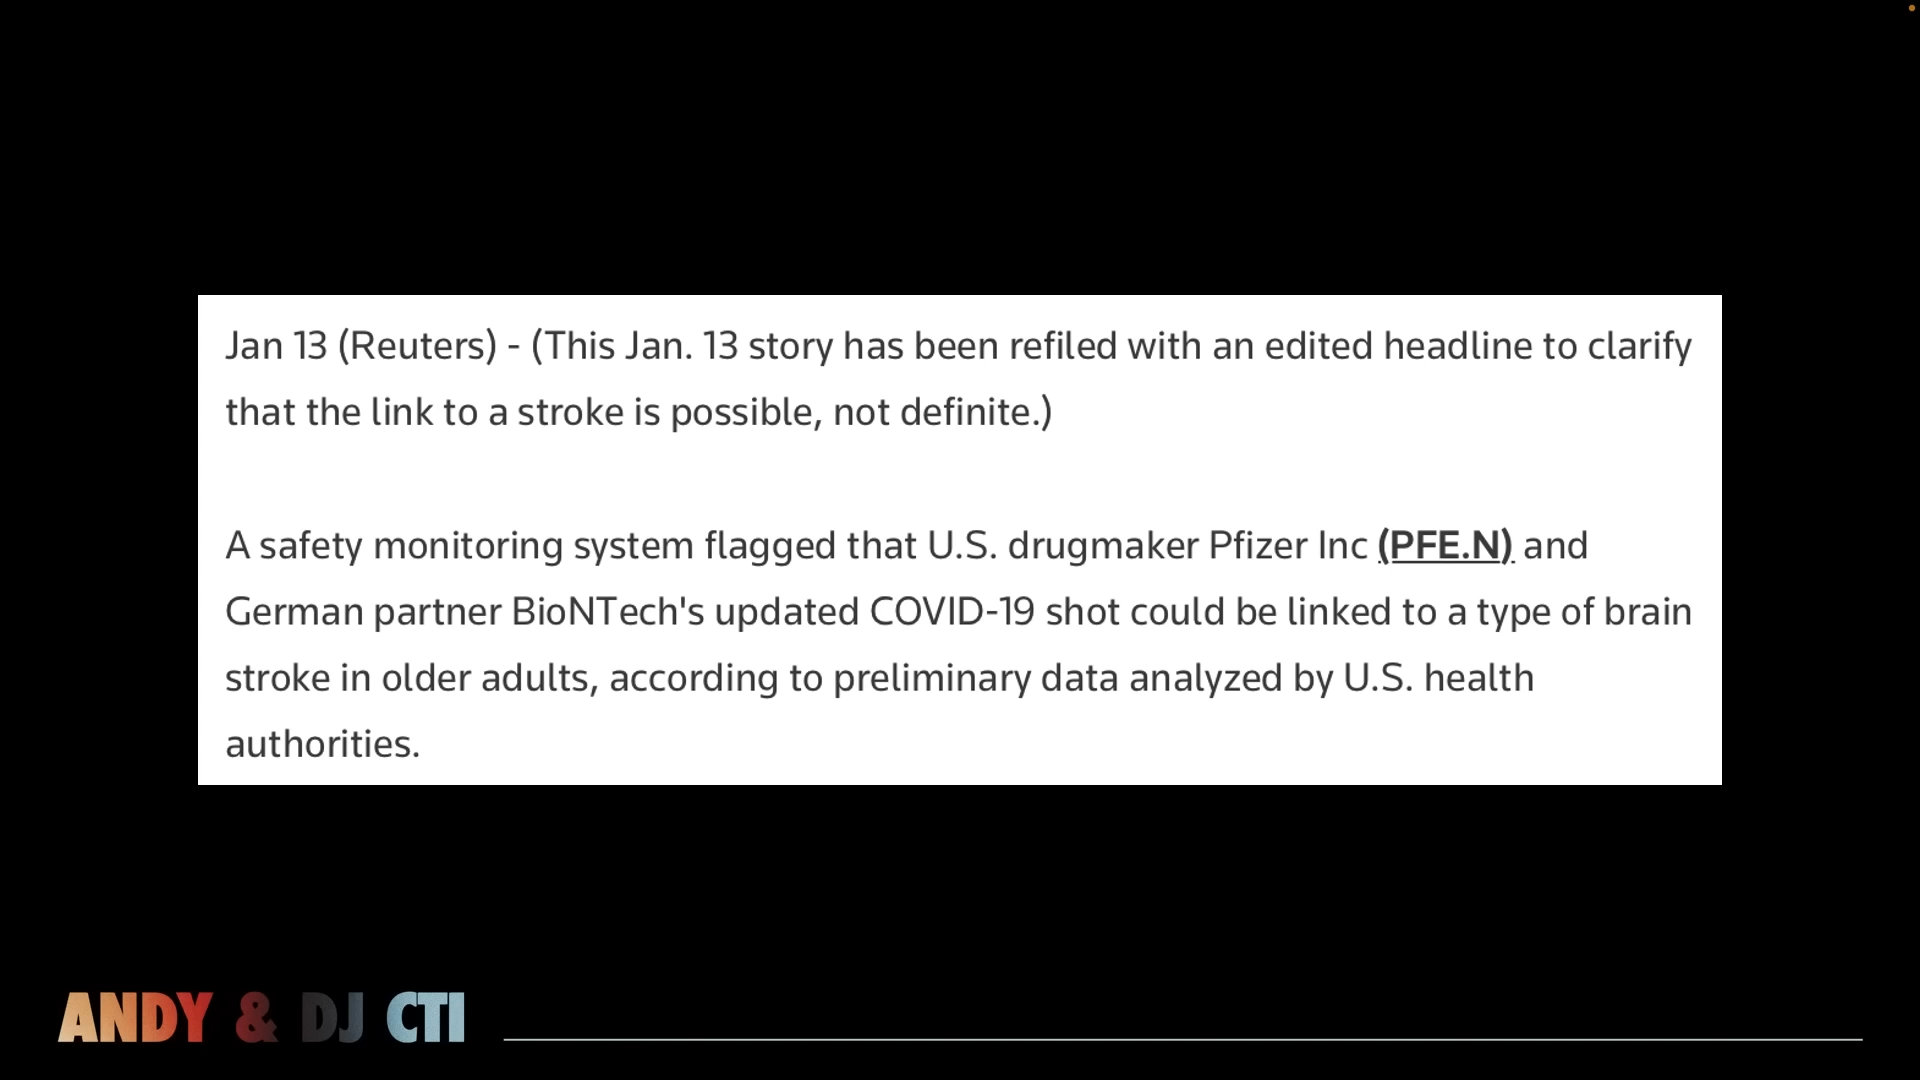 Jan 13 (Reuters) - (This Jan. 13 story has been refiled with an edited headline to clarify
that the link to a stroke is possible, not definite.)
A safety monitoring system flagged that U.S. drugmaker Pfizer Inc (PFE.N) and
German partner BioNTech's updated COVID-19 shot could be linked to a type of brain
stroke in older adults, according to preliminary data analyzed by U.S. health
authorities.
ANDY & DJ CTI